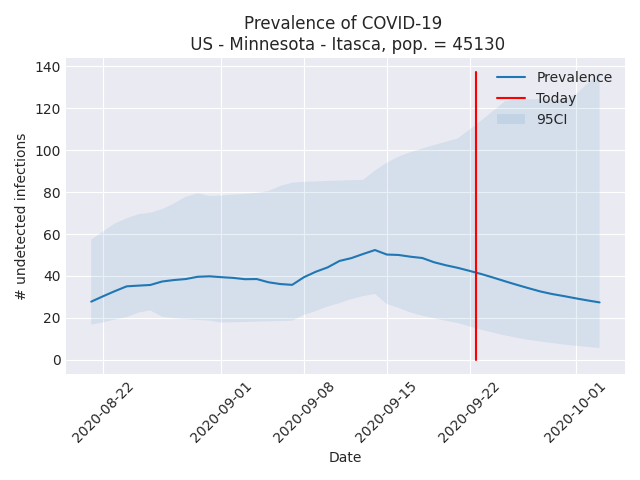 Prevalence of COVID-19
US - Minnesota - Itasca, pop. = 45130
140
120
100
80
60
40
20
0
# undetected infections
Prevalence
Today
95CI
2020-08-22
2020-09-01
2020-09-08
2020-09-15
2020-09-22
2020-10-01
Date